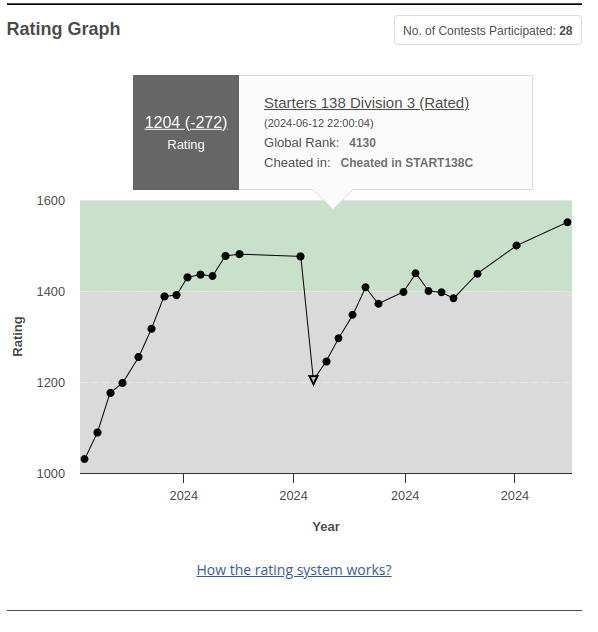 Rating Graph
No. of Contests Participated: 28
1204 (-272)
Rating
Starters 138 Division 3 (Rated)
(2024-06-12 22:00:04)
Global Rank: 4130
Cheated in: Cheated in START138C
1600
1400
1200
1000
Rating
2024 2024 2024 2024
Year
How the rating system works?